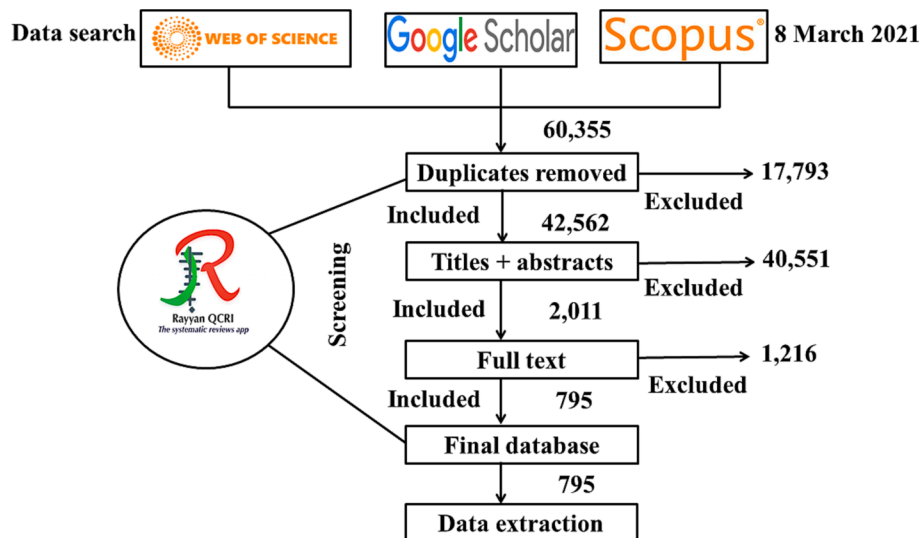 Data search
WEB OF SCIENCE
Google Scholar
Scopus®
8 March 2021
60,355
Duplicates removed
17,793
Included
Excluded
42,562
Titles + abstracts
40,551
Included
Excluded
2,011
Full text
1,216
Included
Excluded
795
Final database
795
Data extraction
Screening
R
Rayyan QCRI
The systematic reviews app